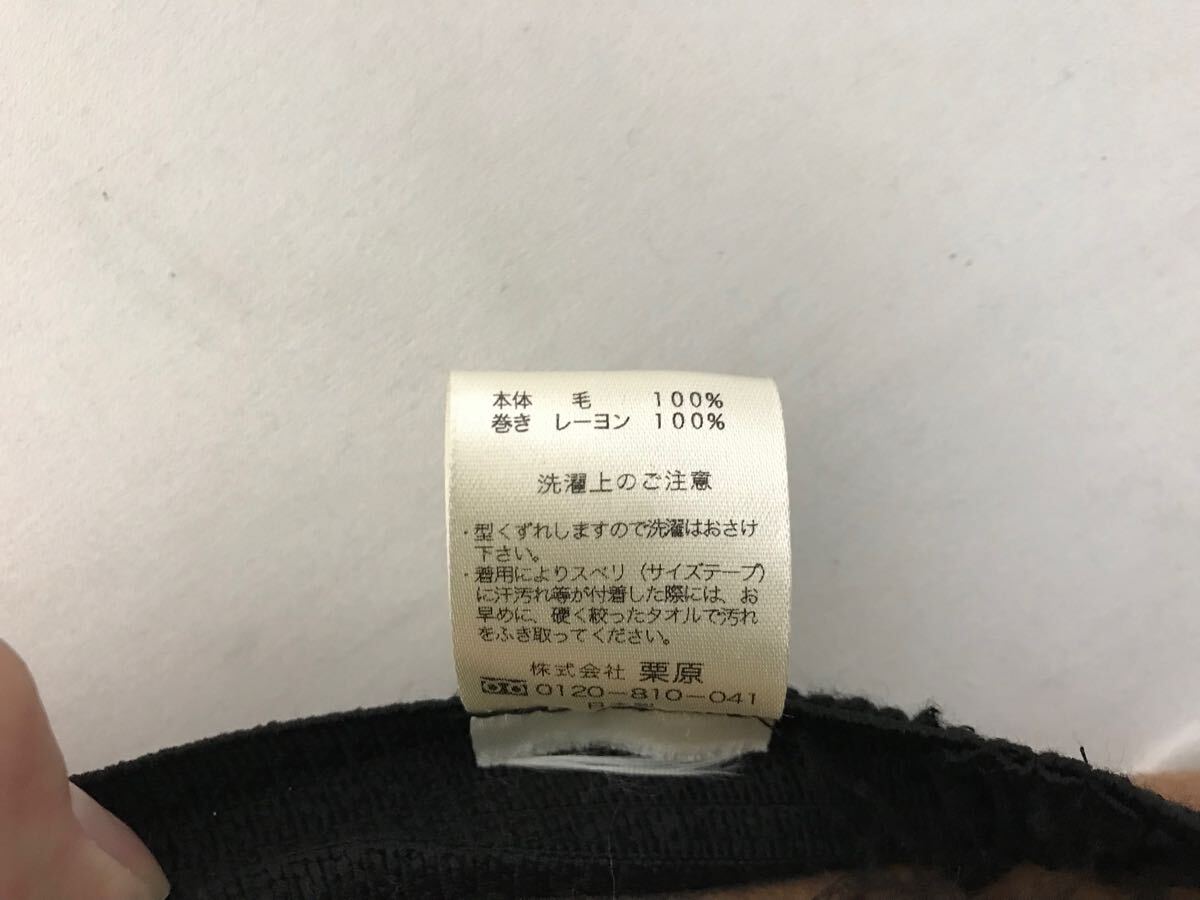 本体 毛 100%
巻き レーヨン 100%
洗濯上のご注意
・型くずれしますので洗濯はおさけ
下さい。
・着用によりスベリ（サイズテープ）
に汗汚れ等が付着した際には、お
早めに、硬く絞ったタオルで汚れ
をふき取ってください。
株式会社 栗原
0120-810-041
日本製